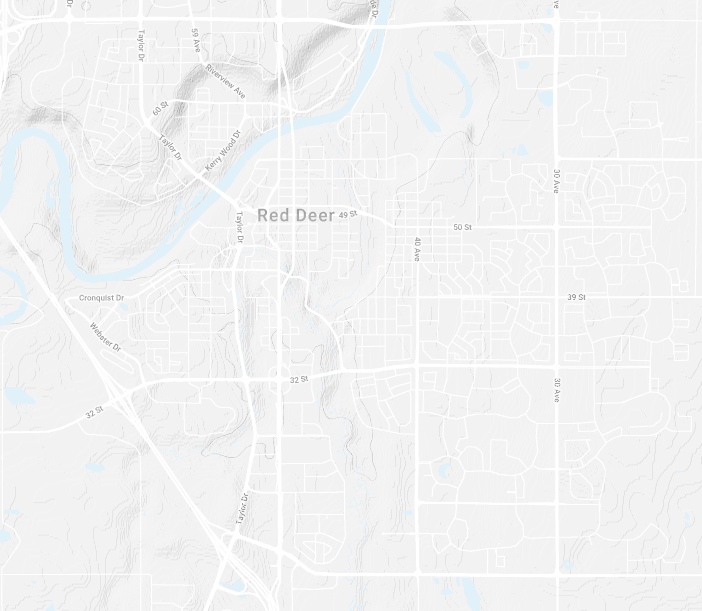 Taylor Dr
59 Ave
Riverview Ave
60 St
Taylor Dr
Kerry Wood Dr
30 Ave
Red Deer
49 St
Taylor Dr
50 St
40 Ave
Cronquist Dr
39 St
Webster Dr
32 St
30 Ave
32 St
Taylor Dr